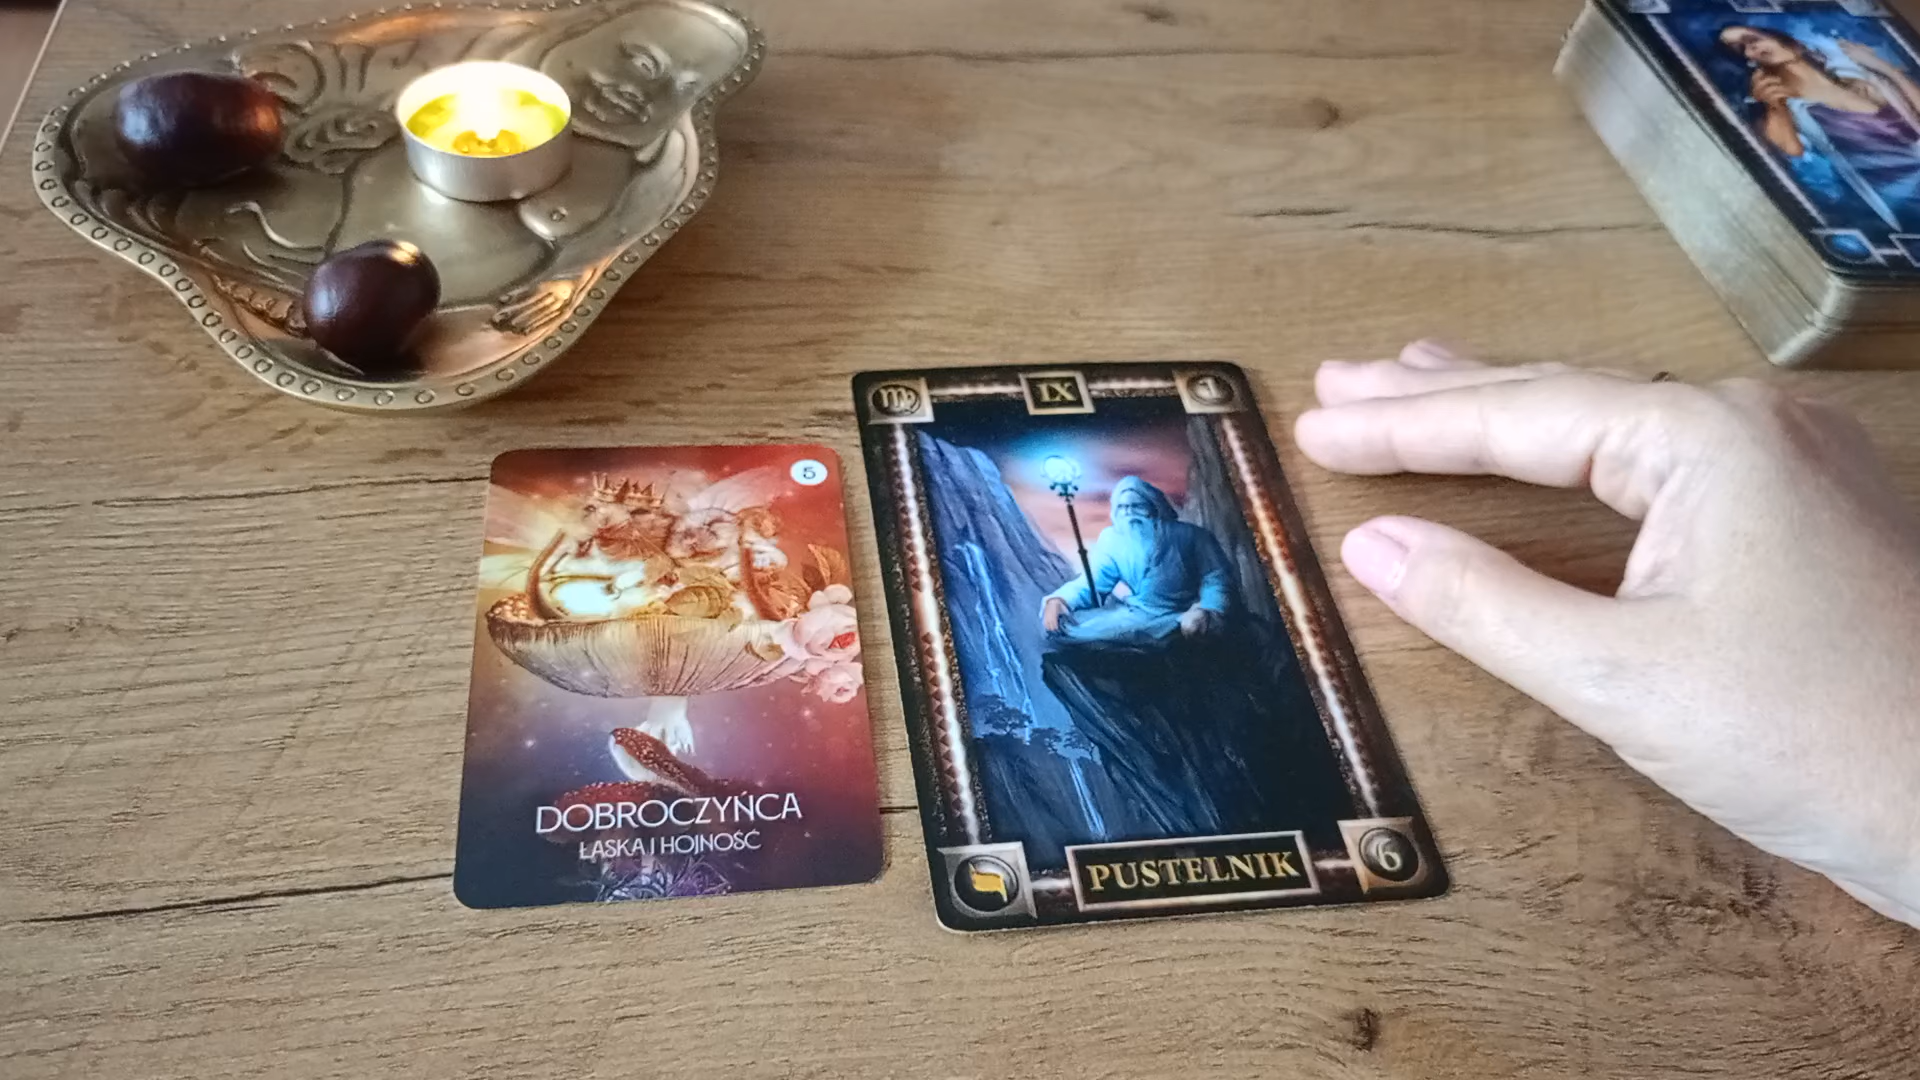 5
DOBROCZYŃCA
ŁASKA I HOJNOŚĆ
IX
PUSTELNIK
6